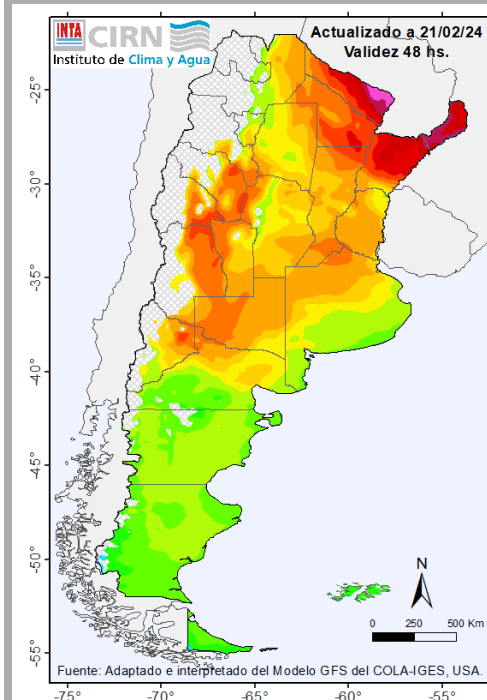 INTA CIRN
Instituto de Clima y Agua
Actualizado a 21/02/24
Validez 48 hs.
-25°
-30°
-35°
-40°
-45°
-50°
-55°
N
0 250 500 Km
Fuente: Adaptado e interpretado del Modelo GFS del COLA-IGES, USA.
-75° -70° -65° -60° -55°